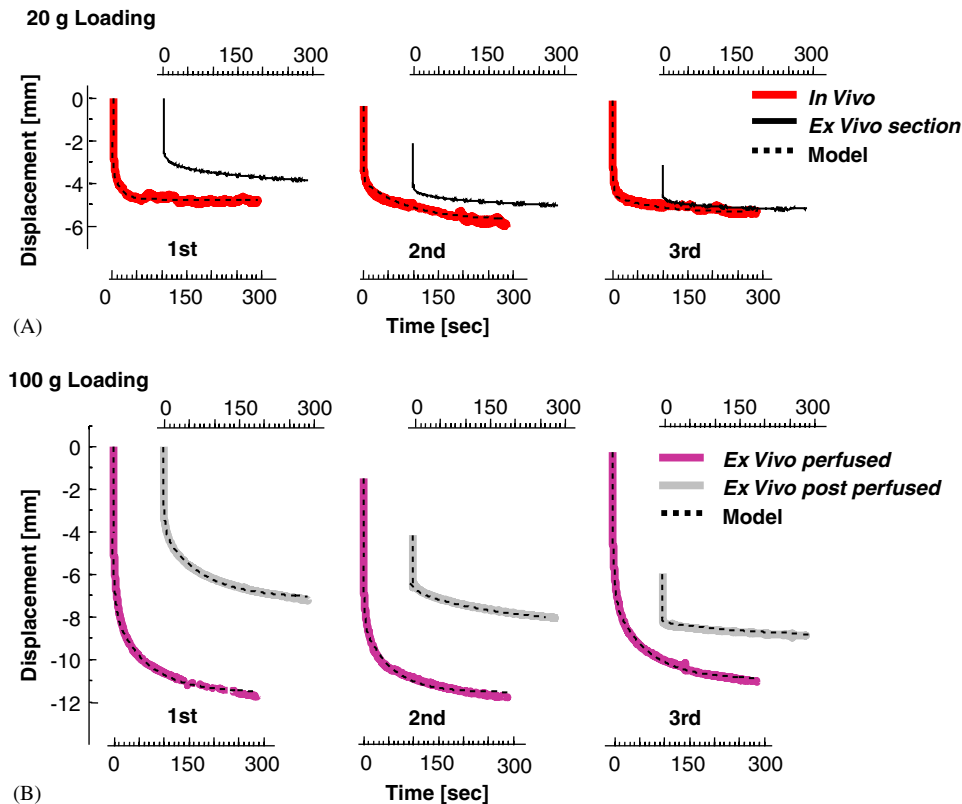 20 g Loading
0 150 300 0 150 300 0 150 300
Displacement [mm]
0
-2
-4
-6
In Vivo
Ex Vivo section
Model
1st 2nd 3rd
0 150 300 0 150 300 0 150 300
(A)
Time [sec]
100 g Loading
0 150 300 0 150 300 0 150 300
Displacement [mm]
0
-2
-4
-6
-8
-10
-12
Ex Vivo perfused
Ex Vivo post perfused
Model
1st 2nd 3rd
0 150 300 0 150 300 0 150 300
(B)
Time [sec]